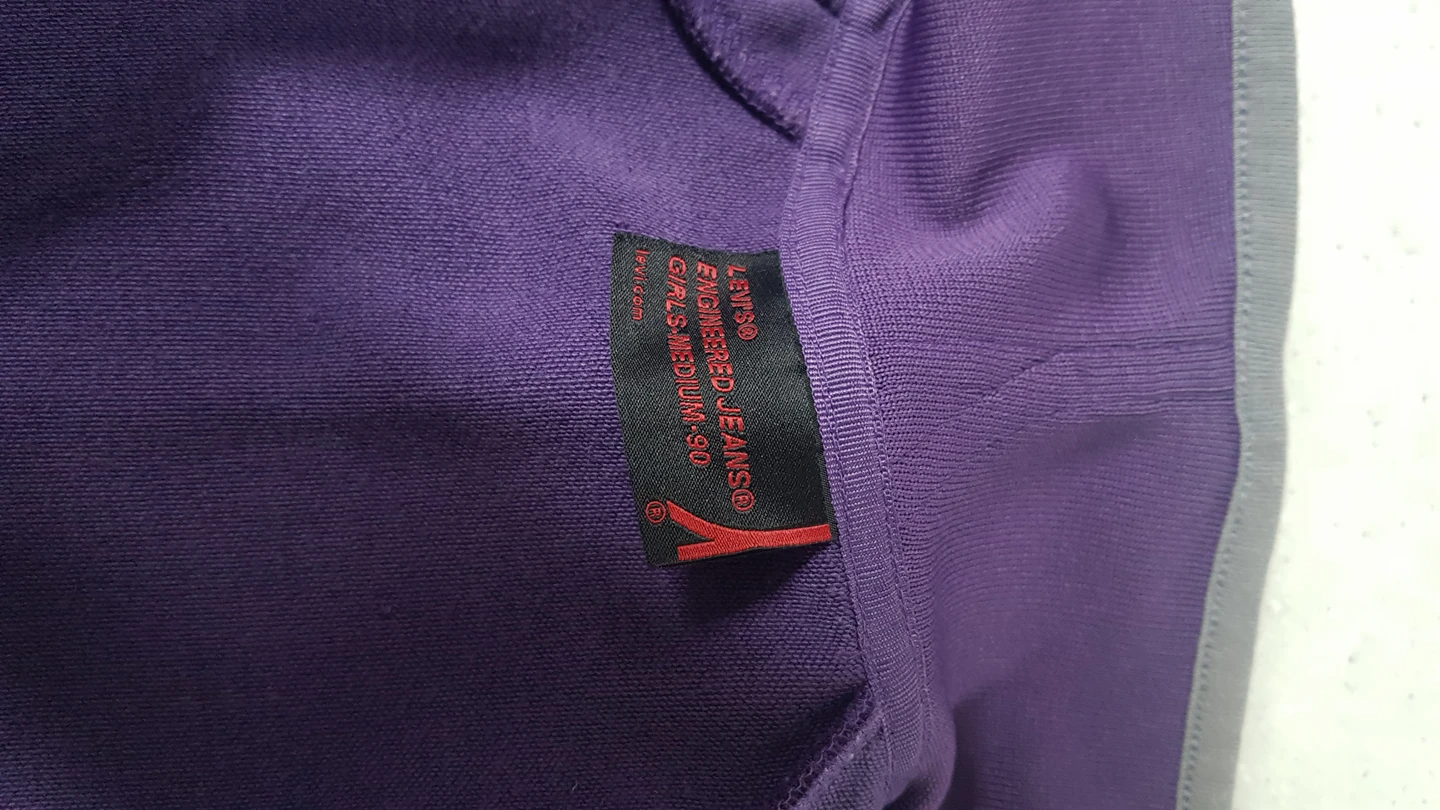 LEVI'S®
ENGINEERED JEANS®
GIRLS·MEDIUM·90
levi.com
®